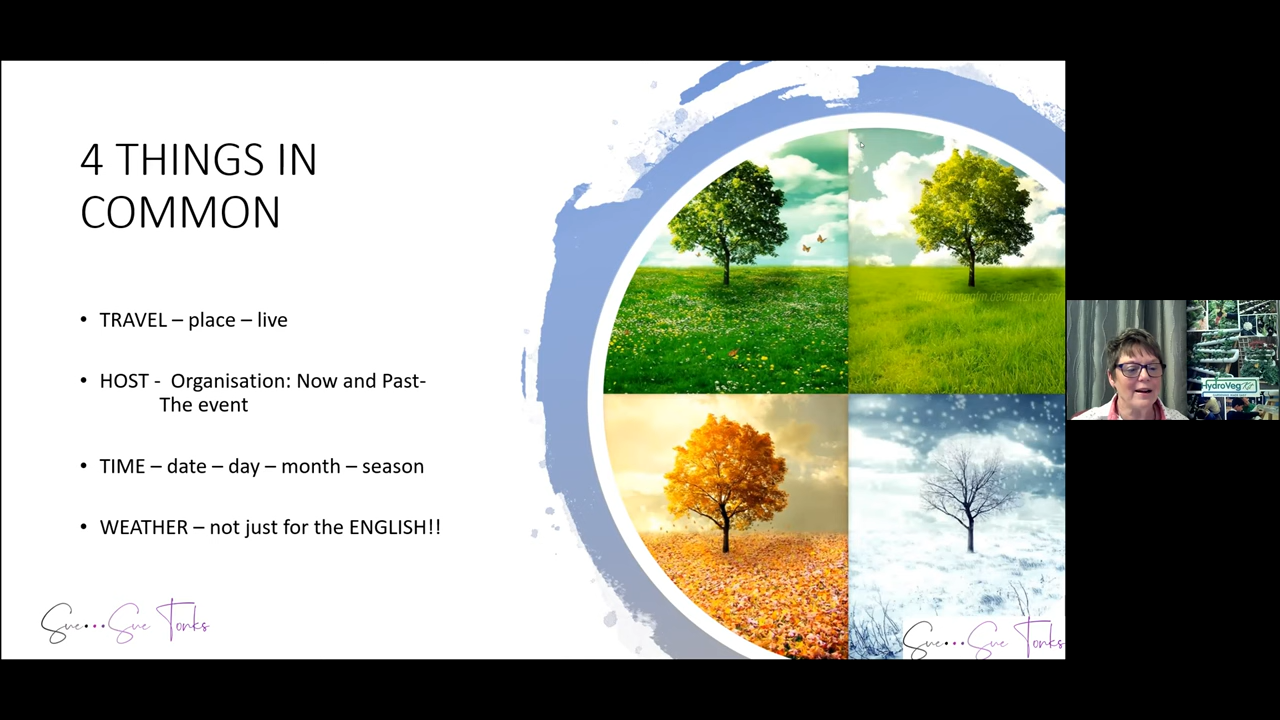 4 THINGS IN
COMMON
• TRAVEL – place – live
• HOST - Organisation: Now and Past-
The event
• TIME – date – day – month – season
• WEATHER – not just for the ENGLISH!!
Sue...Sue Tonks
Sue...Sue Tonks
HydroVeg